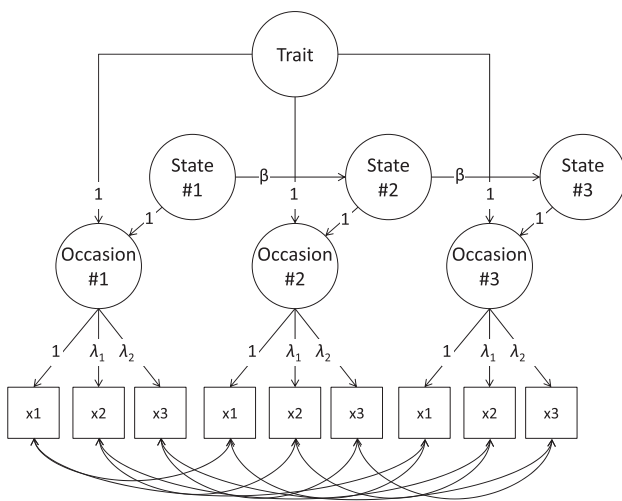 Trait
State
#1
β
State
#2
β
State
#3
1
1
1
1
1
1
Occasion
#1
Occasion
#2
Occasion
#3
1 λ₁ λ₂
1 λ₁ λ₂
1 λ₁ λ₂
x1 x2 x3 x1 x2 x3 x1 x2 x3